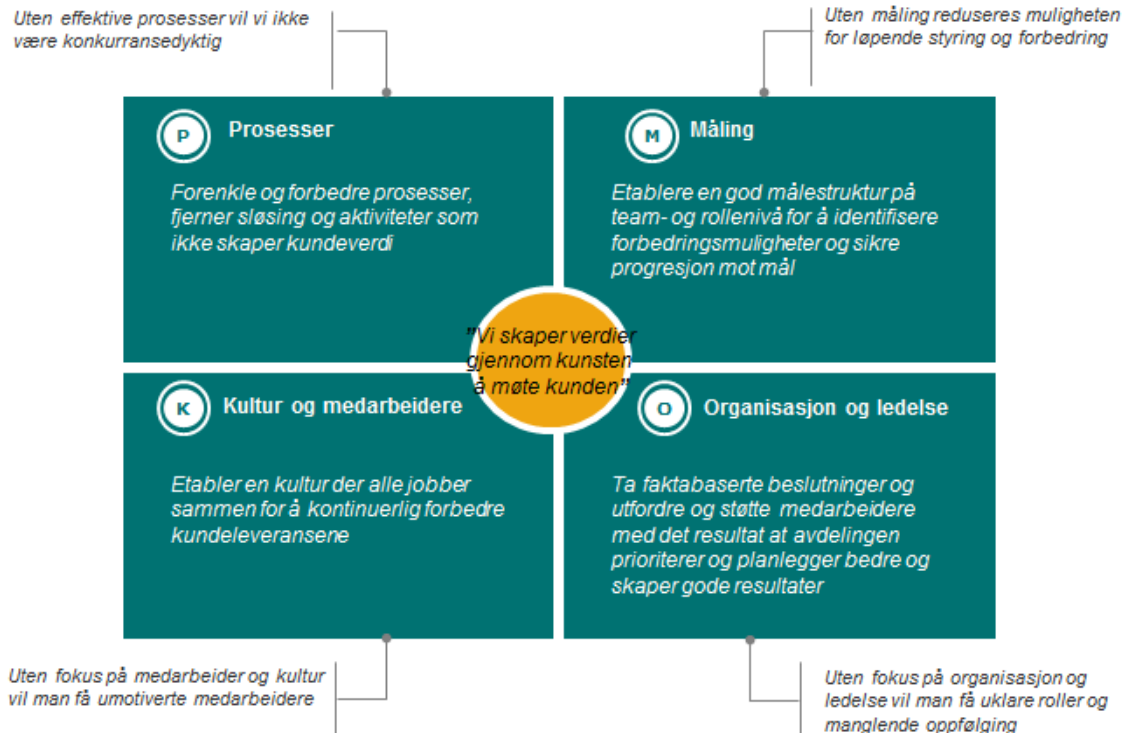 Uten effektive prosesser vil vi ikke
være konkurransedyktig
Uten måling reduseres muligheten
for løpende styring og forbedring
P
Prosesser
Forenkle og forbedre prosesser,
fjerner sløsing og aktiviteter som
ikke skaper kundeverdi
M
Måling
Etablere en god målestruktur på
team- og rollenivå for å identifisere
forbedringsmuligheter og sikre
progresjon mot mål
"Vi skaper verdier
gjennom kunsten
å møte kunden"
K
Kultur og medarbeidere
Etabler en kultur der alle jobber
sammen for å kontinuerlig forbedre
kundeleveransene
O
Organisasjon og ledelse
Ta faktabaserte beslutninger og
utfordre og støtte medarbeidere
med det resultat at avdelingen
prioriterer og planlegger bedre og
skaper gode resultater
Uten fokus på medarbeider og kultur
vil man få umotiverte medarbeidere
Uten fokus på organisasjon og
ledelse vil man få uklare roller og
manglende oppfølging